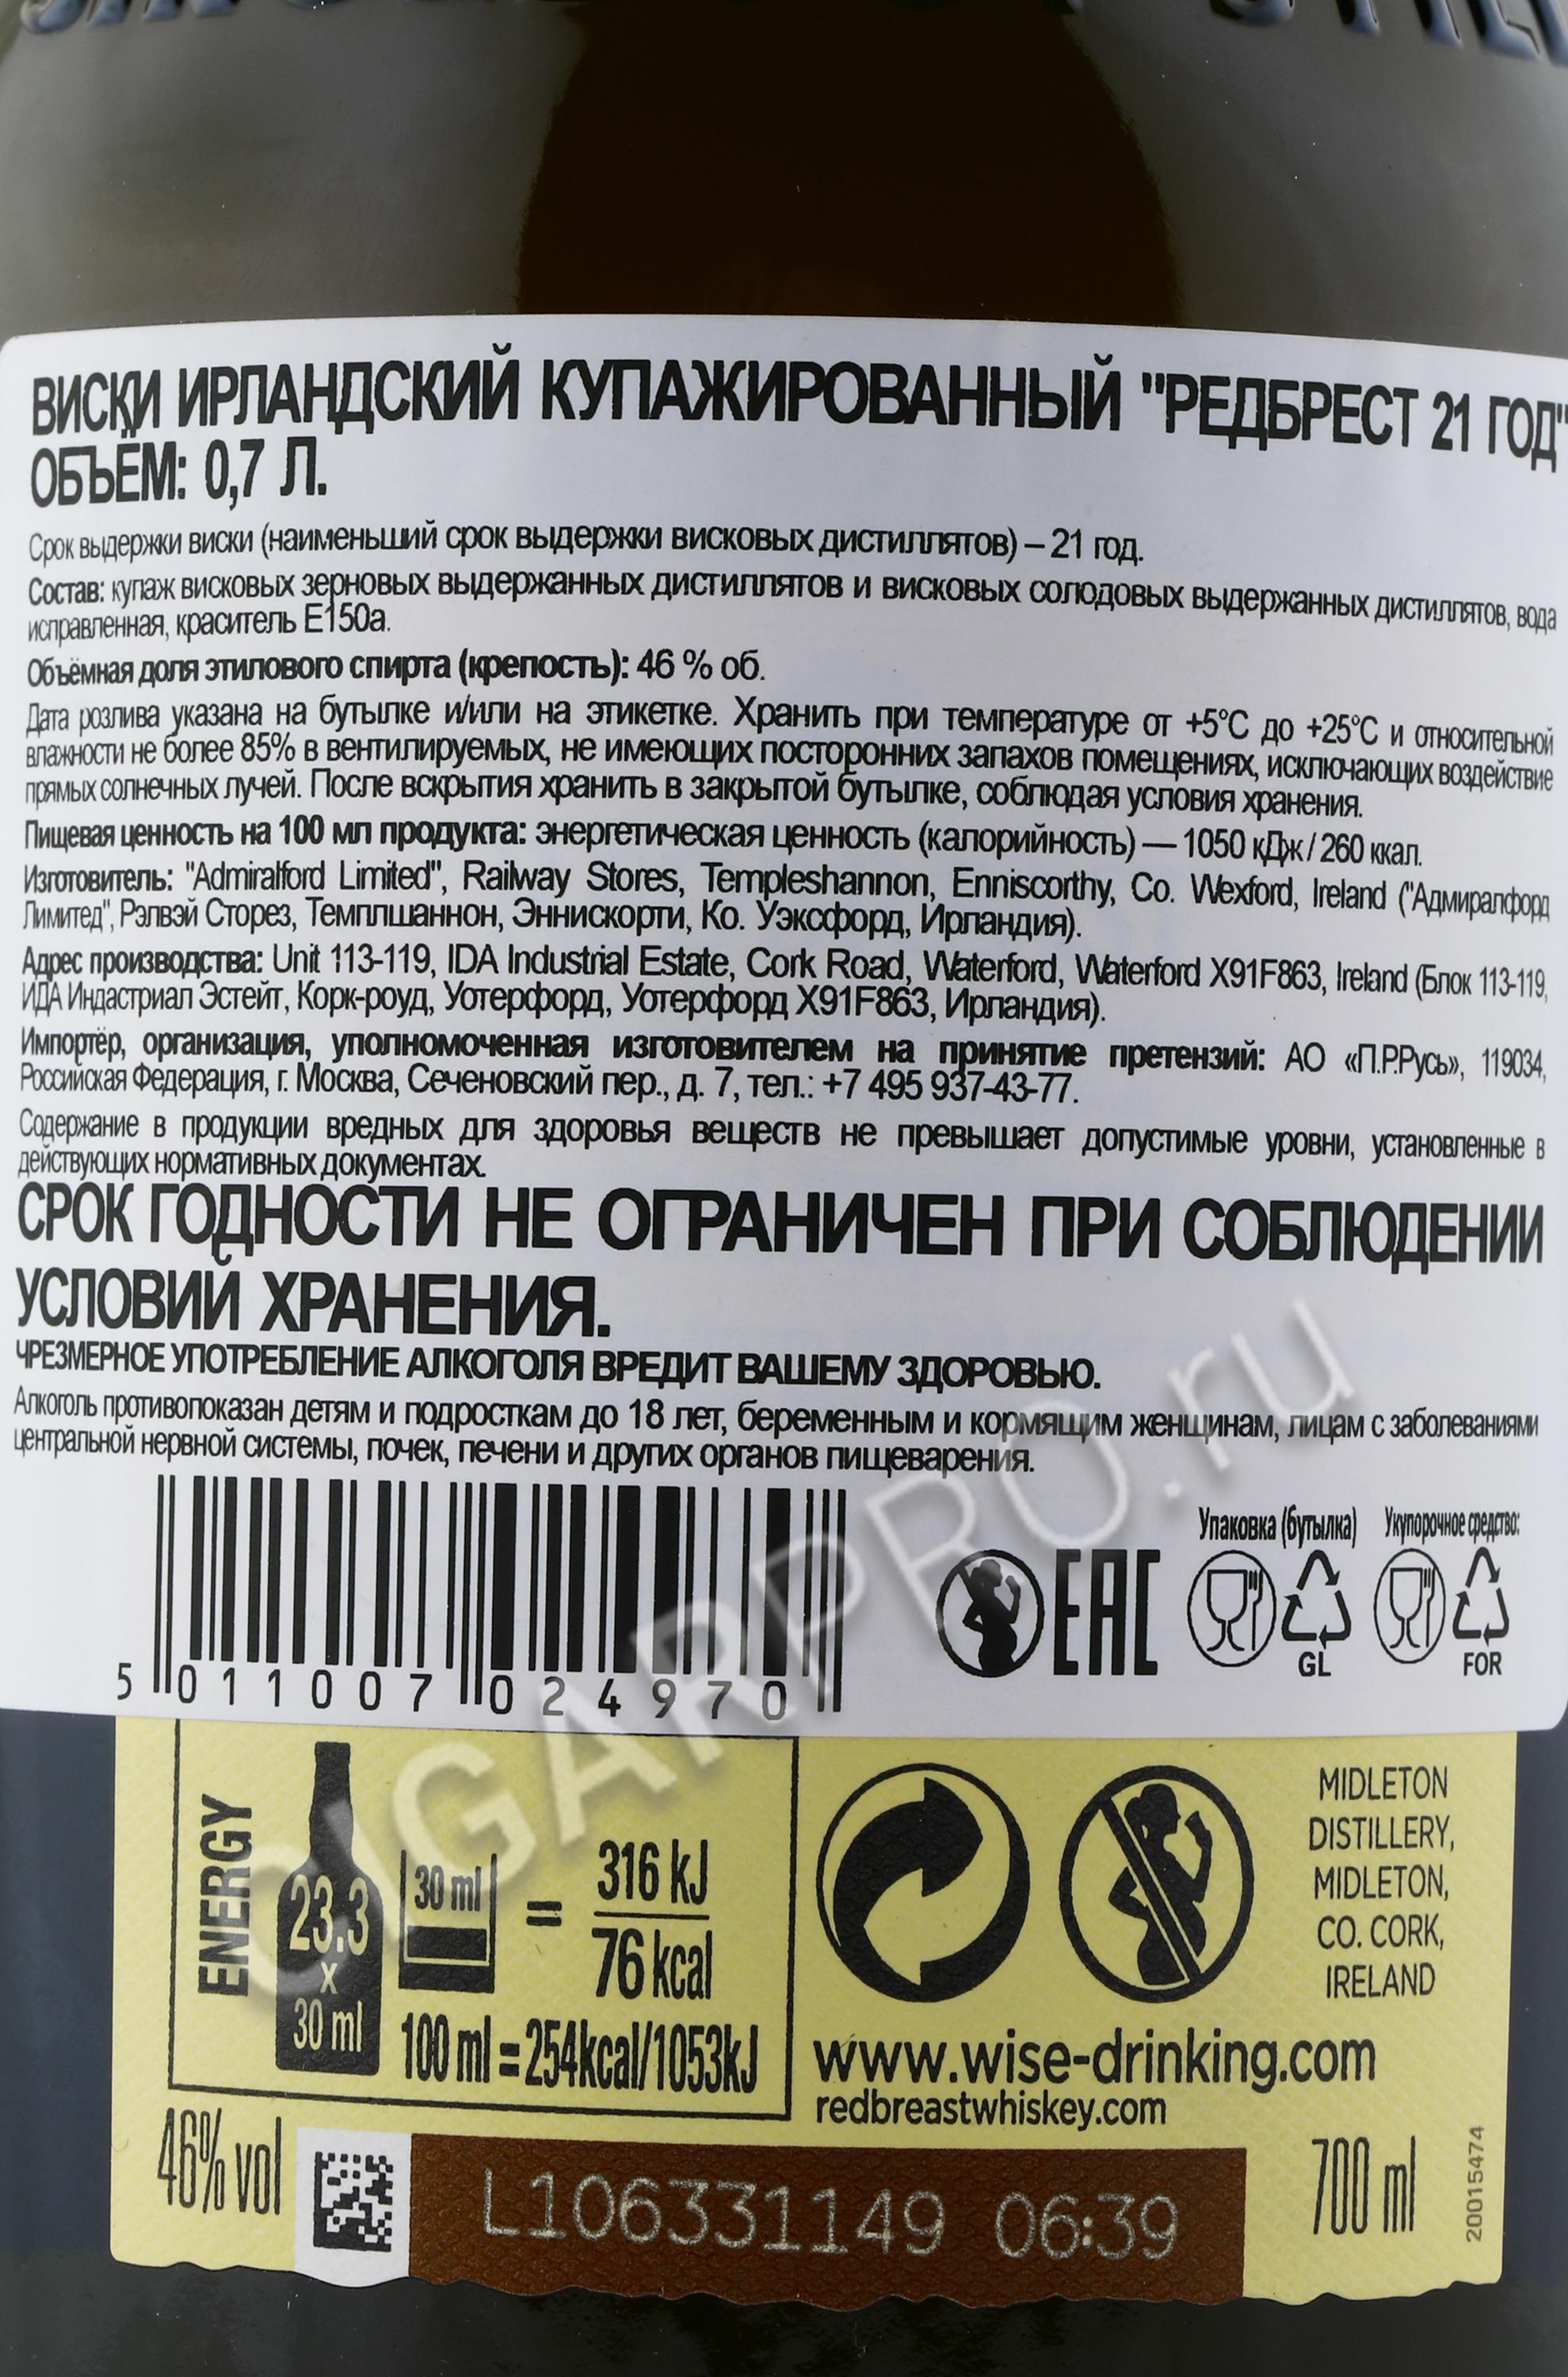 ВИСКИ ИРЛАНДСКИЙ КУПАЖИРОВАННЫЙ "РЕДБРЕСТ 21 ГОД"
ОБЪЁМ: 0,7 Л.
Срок выдержки виски (наименьший срок выдержки висковых дистиллятов) – 21 год.
Состав: купаж висковых зерновых выдержанных дистиллятов и висковых солодовых выдержанных дистиллятов, вода
исправленная, краситель Е150а.
Объёмная доля этилового спирта (крепость): 46 % об.
Дата розлива указана на бутылке и/или на этикетке. Хранить при температуре от +5°С до +25°С и относительной
влажности не более 85% в вентилируемых, не имеющих посторонних запахов помещениях, исключающих воздействие
прямых солнечных лучей. После вскрытия хранить в закрытой бутылке, соблюдая условия хранения.
Пищевая ценность на 100 мл продукта: энергетическая ценность (калорийность) — 1050 кДж / 260 ккал.
Изготовитель: "Admiralford Limited", Railway Stores, Templeshannon, Enniscorthy, Co. Wexford, Ireland ("Адмиралфорд
Лимитед", Рэлвэй Сторез, Темплшаннон, Эннискорти, Ко. Уэксфорд, Ирландия).
Адрес производства: Unit 113-119, IDA Industrial Estate, Cork Road, Waterford, Waterford X91F863, Ireland (Блок 113-119,
ИДА Индастриал Эстейт, Корк-роуд, Уотерфорд, Уотерфорд X91F863, Ирландия).
Импортёр, организация, уполномоченная изготовителем на принятие претензий: АО «П.Р.Русь», 119034,
Российская Федерация, г. Москва, Сеченовский пер., д. 7, тел.: +7 495 937-43-77.
Содержание в продукции вредных для здоровья веществ не превышает допустимые уровни, установленные в
действующих нормативных документах.
СРОК ГОДНОСТИ НЕ ОГРАНИЧЕН ПРИ СОБЛЮДЕНИИ
УСЛОВИЙ ХРАНЕНИЯ.
ЧРЕЗМЕРНОЕ УПОТРЕБЛЕНИЕ АЛКОГОЛЯ ВРЕДИТ ВАШЕМУ ЗДОРОВЬЮ.
Алкоголь противопоказан детям и подросткам до 18 лет, беременным и кормящим женщинам, лицам с заболеваниями
центральной нервной системы, почек, печени и других органов пищеварения.
Упаковка (бутылка) Укупорочное средство:
EAC
GL FOR
5 011007 024970
CIGARPRO.ru
ENERGY
23.3
x
30 ml
30 ml
=
316 kJ
76 kcal
100 ml = 254kcal/1053kJ
MIDLETON
DISTILLERY,
MIDLETON,
CO. CORK,
IRELAND
www.wise-drinking.com
redbreastwhiskey.com
46% vol
L106331149 06:39
700 ml
20015474